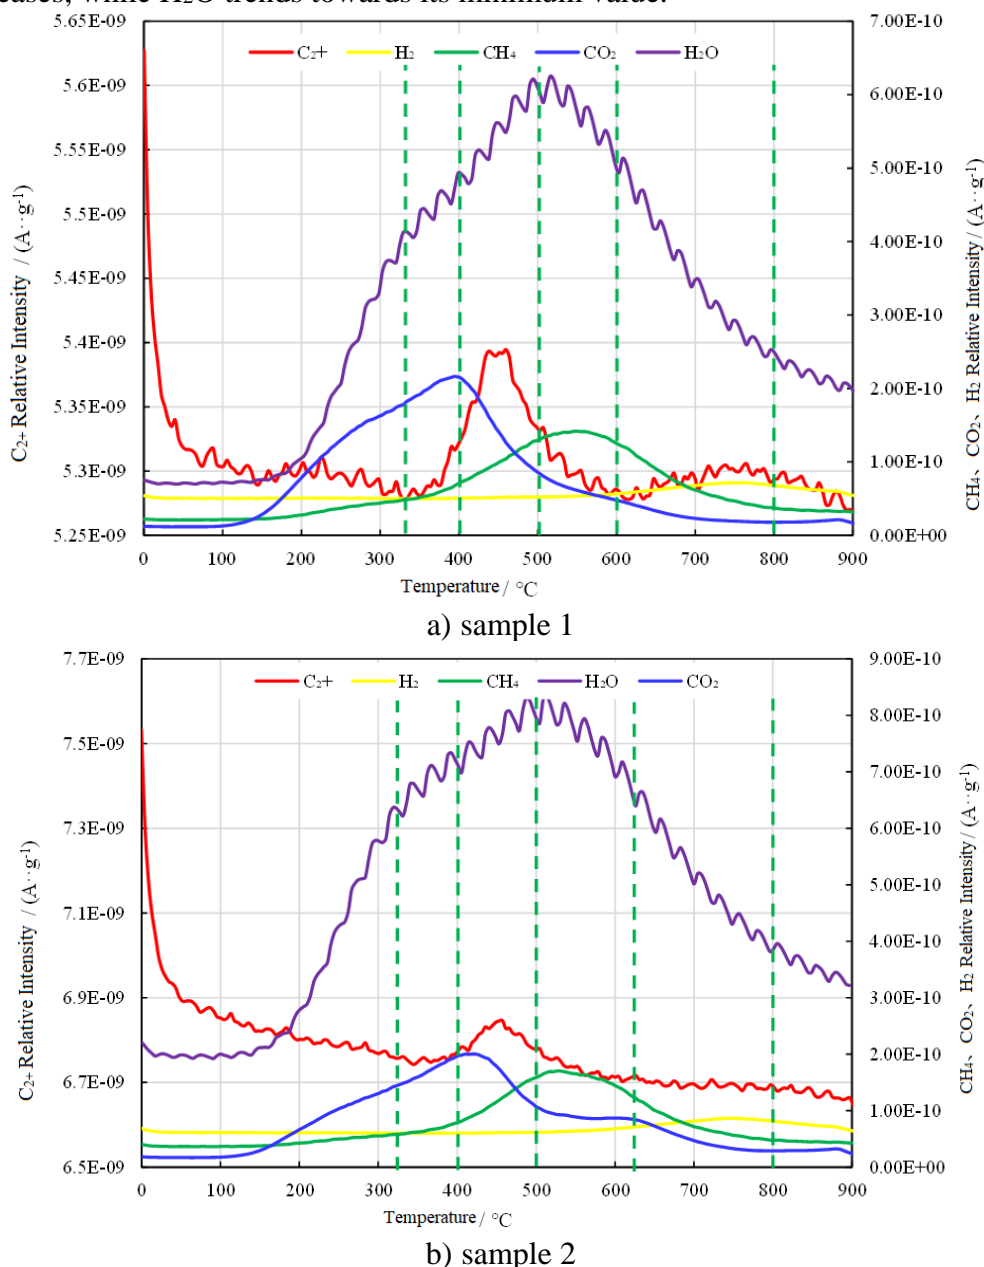 eases, while H₂O trends towards its minimum value.
5.65E-09 7.00E-10
C₂+ H₂ CH₄ CO₂ H₂O
5.6E-09 6.00E-10
5.55E-09
5.00E-10
5.5E-09
4.00E-10
5.45E-09
3.00E-10
5.4E-09
2.00E-10
5.35E-09
5.3E-09 1.00E-10
5.25E-09 0.00E+00
C₂₊ Relative Intensity / (A··g⁻¹)
CH₄、CO₂、H₂ Relative Intensity / (A··g⁻¹)
0 100 200 300 400 500 600 700 800 900
Temperature / °C
a) sample 1
7.7E-09 9.00E-10
C₂+ H₂ CH₄ H₂O CO₂
8.00E-10
7.5E-09
7.00E-10
7.3E-09 6.00E-10
5.00E-10
7.1E-09
4.00E-10
6.9E-09 3.00E-10
2.00E-10
6.7E-09
1.00E-10
6.5E-09 0.00E+00
C₂₊ Relative Intensity / (A··g⁻¹)
CH₄、CO₂、H₂ Relative Intensity / (A··g⁻¹)
0 100 200 300 400 500 600 700 800 900
Temperature / °C
b) sample 2